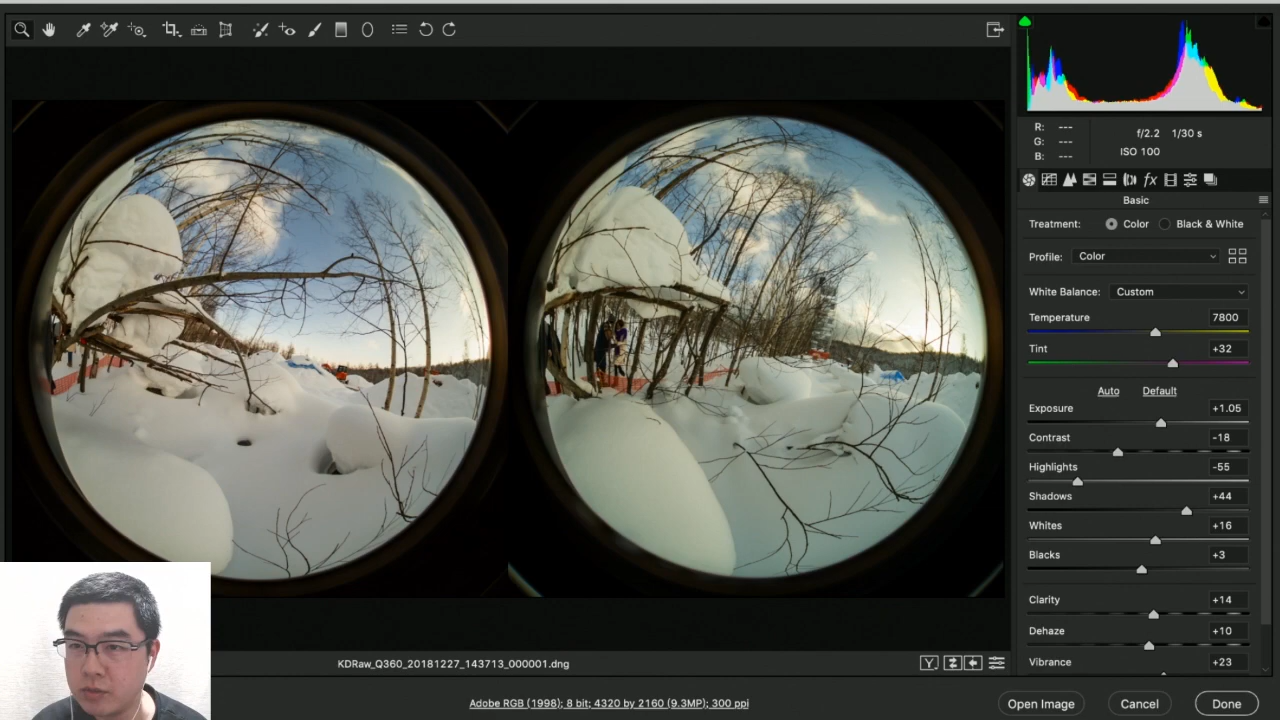 R: ---
G: ---
B: ---
f/2.2 1/30 s
ISO 100
fx
Basic
Treatment: Color Black & White
Profile: Color
White Balance: Custom
Temperature 7800
Tint +32
Auto Default
Exposure +1.05
Contrast -18
Highlights -55
Shadows +44
Whites +16
Blacks +3
Clarity +14
Dehaze +10
Vibrance +23
KDRaw_Q360_20181227_143713_000001.dng
Y
Adobe RGB (1998); 8 bit; 4320 by 2160 (9.3MP); 300 ppi
Open Image Cancel Done